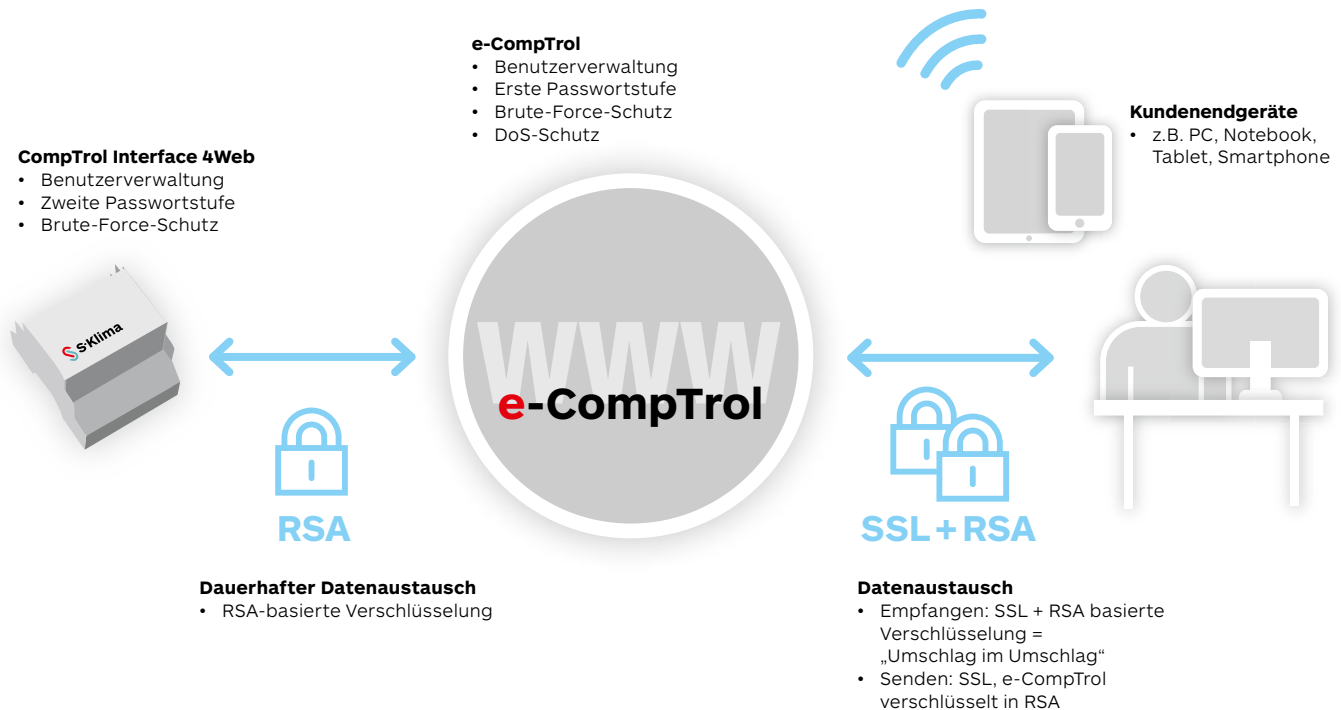 e-CompTrol
• Benutzerverwaltung
• Erste Passwortstufe
• Brute-Force-Schutz
• DoS-Schutz
Kundenendgeräte
• z.B. PC, Notebook,
Tablet, Smartphone
CompTrol Interface 4Web
• Benutzerverwaltung
• Zweite Passwortstufe
• Brute-Force-Schutz
S-Klima
WWW
e-CompTrol
RSA
SSL + RSA
Dauerhafter Datenaustausch
• RSA-basierte Verschlüsselung
Datenaustausch
• Empfangen: SSL + RSA basierte
Verschlüsselung =
„Umschlag im Umschlag“
• Senden: SSL, e-CompTrol
verschlüsselt in RSA